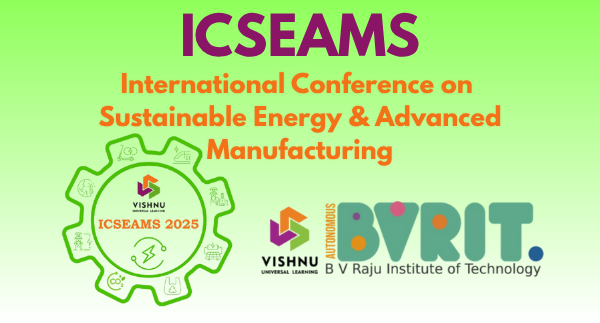 ICSEAMS
International Conference on
Sustainable Energy & Advanced
Manufacturing
VISHNU
UNIVERSAL LEARNING
ICSEAMS 2025
VISHNU
UNIVERSAL LEARNING
AUTONOMOUS
BVRIT.
B V Raju Institute of Technology